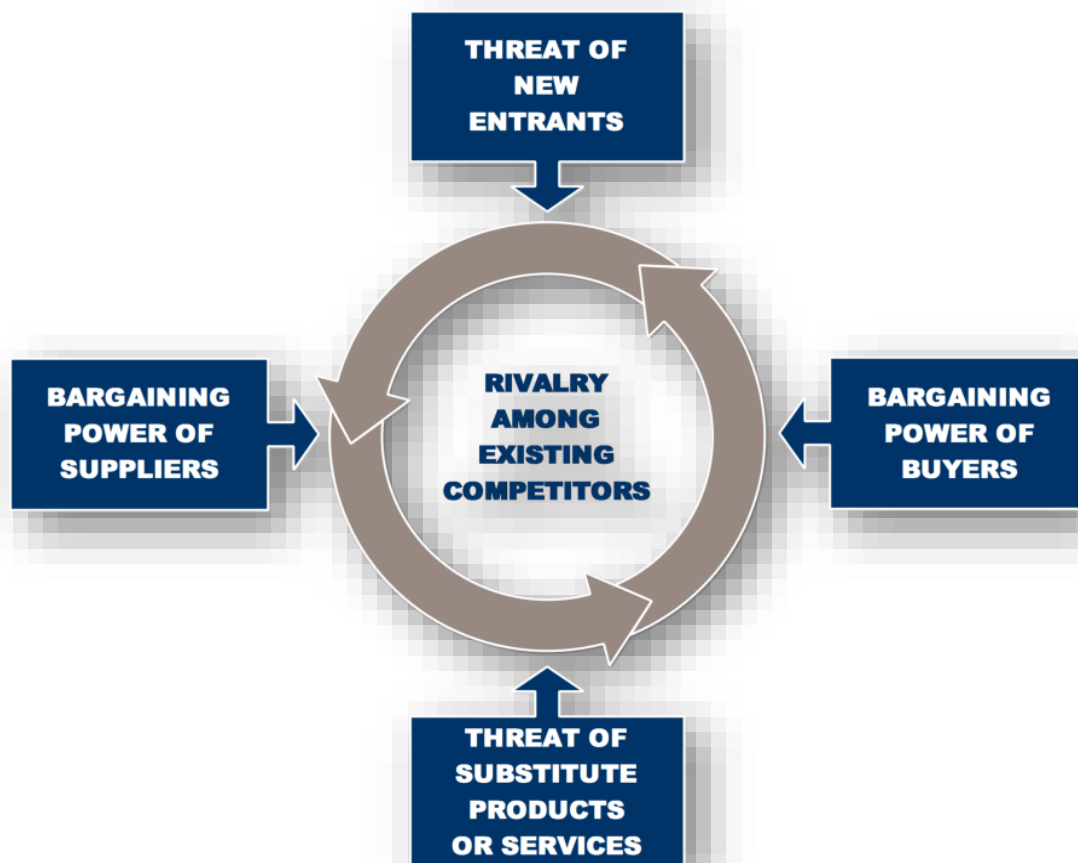 THREAT OF
NEW
ENTRANTS
BARGAINING
POWER OF
SUPPLIERS
RIVALRY
AMONG
EXISTING
COMPETITORS
BARGAINING
POWER OF
BUYERS
THREAT OF
SUBSTITUTE
PRODUCTS
OR SERVICES